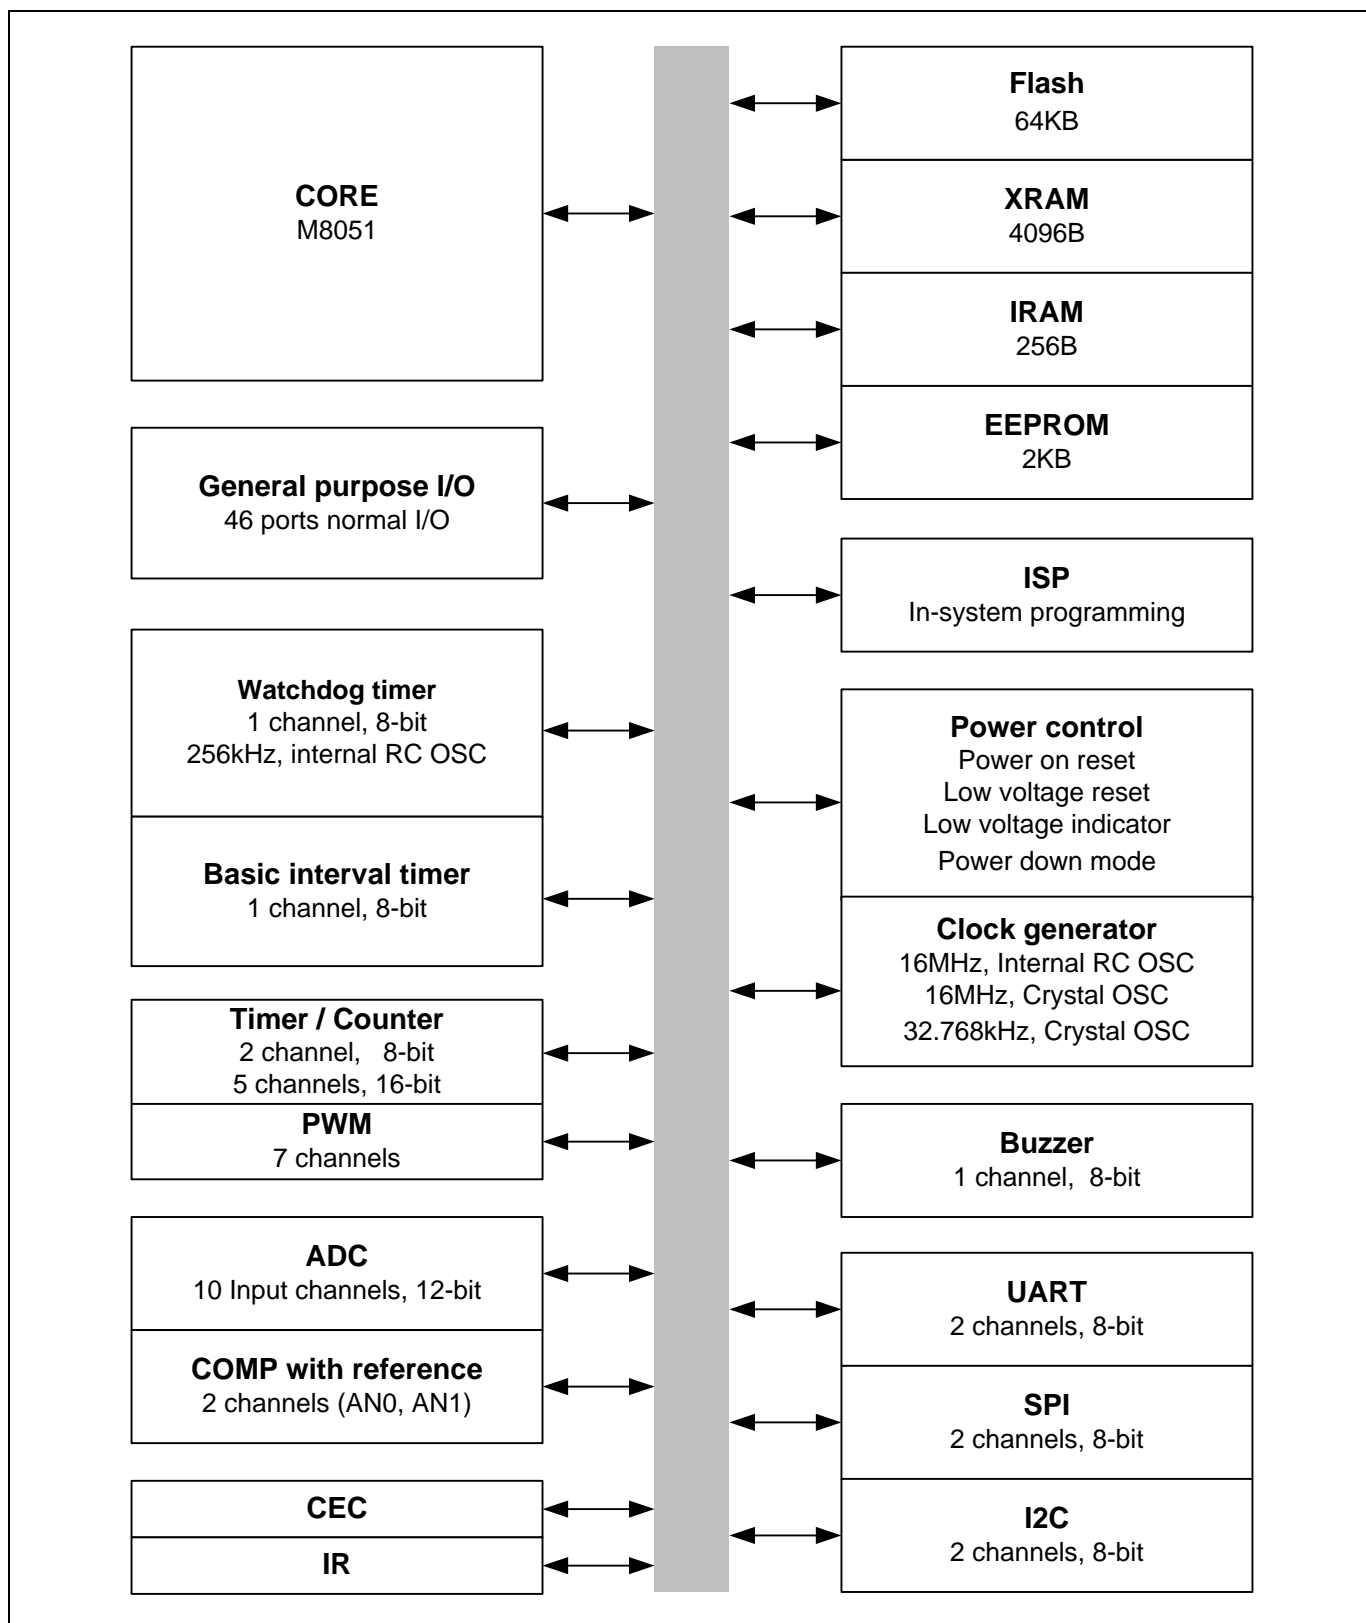 CORE
M8051
General purpose I/O
46 ports normal I/O
Watchdog timer
1 channel, 8-bit
256kHz, internal RC OSC
Basic interval timer
1 channel, 8-bit
Timer / Counter
2 channel, 8-bit
5 channels, 16-bit
PWM
7 channels
ADC
10 Input channels, 12-bit
COMP with reference
2 channels (AN0, AN1)
CEC
IR
Flash
64KB
XRAM
4096B
IRAM
256B
EEPROM
2KB
ISP
In-system programming
Power control
Power on reset
Low voltage reset
Low voltage indicator
Power down mode
Clock generator
16MHz, Internal RC OSC
16MHz, Crystal OSC
32.768kHz, Crystal OSC
Buzzer
1 channel, 8-bit
UART
2 channels, 8-bit
SPI
2 channels, 8-bit
I2C
2 channels, 8-bit